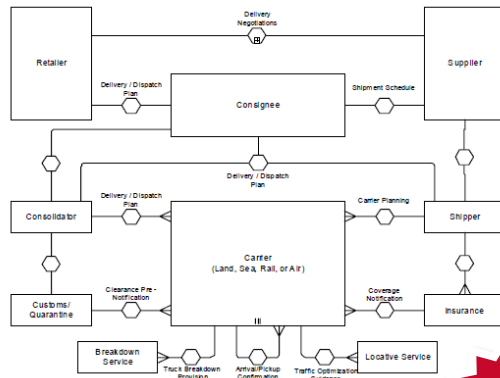 Delivery
Negotiations
Retailer
Supplier
Delivery / Dispatch
Plan
Consignee
Shipment Schedule
Delivery / Dispatch
Plan
Consolidator
Delivery / Dispatch
Plan
Carrier
(Land, Sea, Rail, or Air)
Carrier Planning
Shipper
Customs/
Quarantine
Clearance Pre -
Notification
Coverage
Notification
Insurance
Breakdown
Service
Truck Breakdown
Provision
Arrival/Pickup
Confirmation
Traffic Optimization
Locative Service